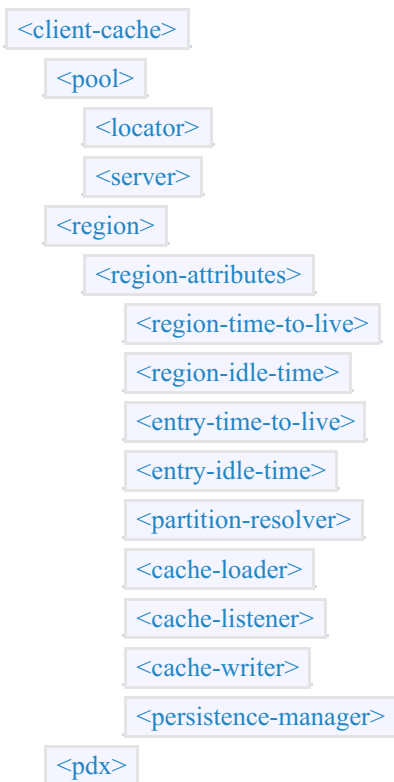 <client-cache>
<pool>
<locator>
<server>
<region>
<region-attributes>
<region-time-to-live>
<region-idle-time>
<entry-time-to-live>
<entry-idle-time>
<partition-resolver>
<cache-loader>
<cache-listener>
<cache-writer>
<persistence-manager>
<pdx>